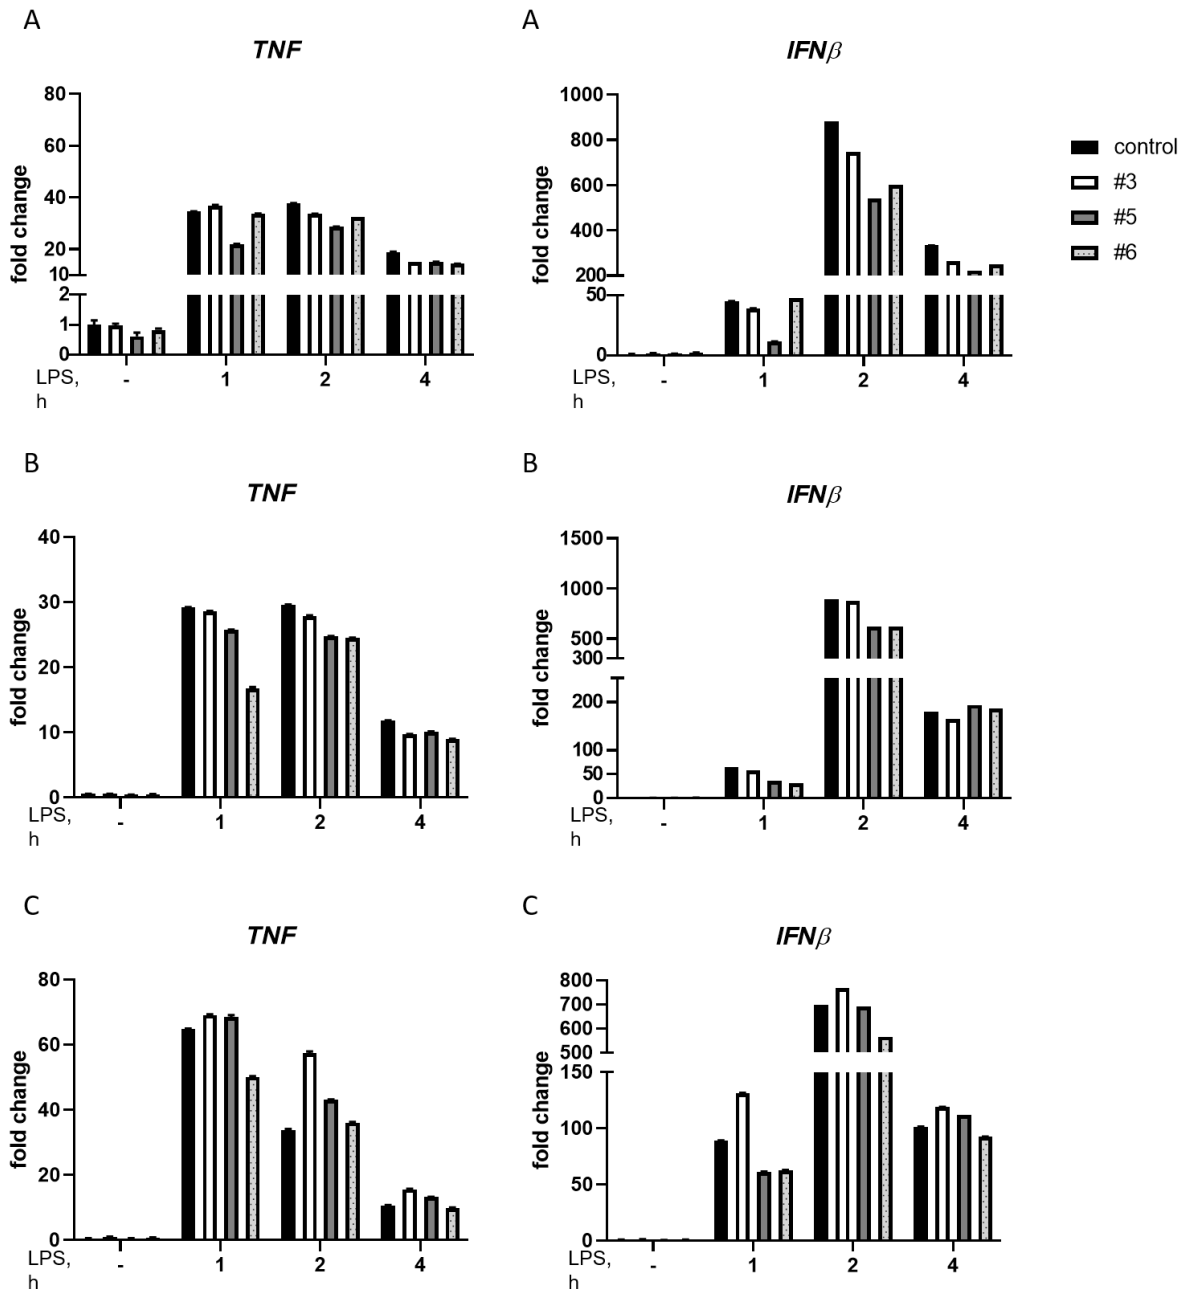 A
TNF
fold change
80
60
40
20
10
2
1
0
LPS,
h
- 1 2 4
A
IFNβ
fold change
1000
800
600
400
200
50
0
LPS,
h
- 1 2 4
control
#3
#5
#6
B
TNF
fold change
40
30
20
10
0
LPS,
h
- 1 2 4
B
IFNβ
fold change
1500
1000
500
300
200
100
50
0
LPS,
h
- 1 2 4
C
TNF
fold change
80
60
40
20
0
LPS,
h
- 1 2 4
C
IFNβ
fold change
800
700
600
500
150
100
50
0
LPS,
h
- 1 2 4